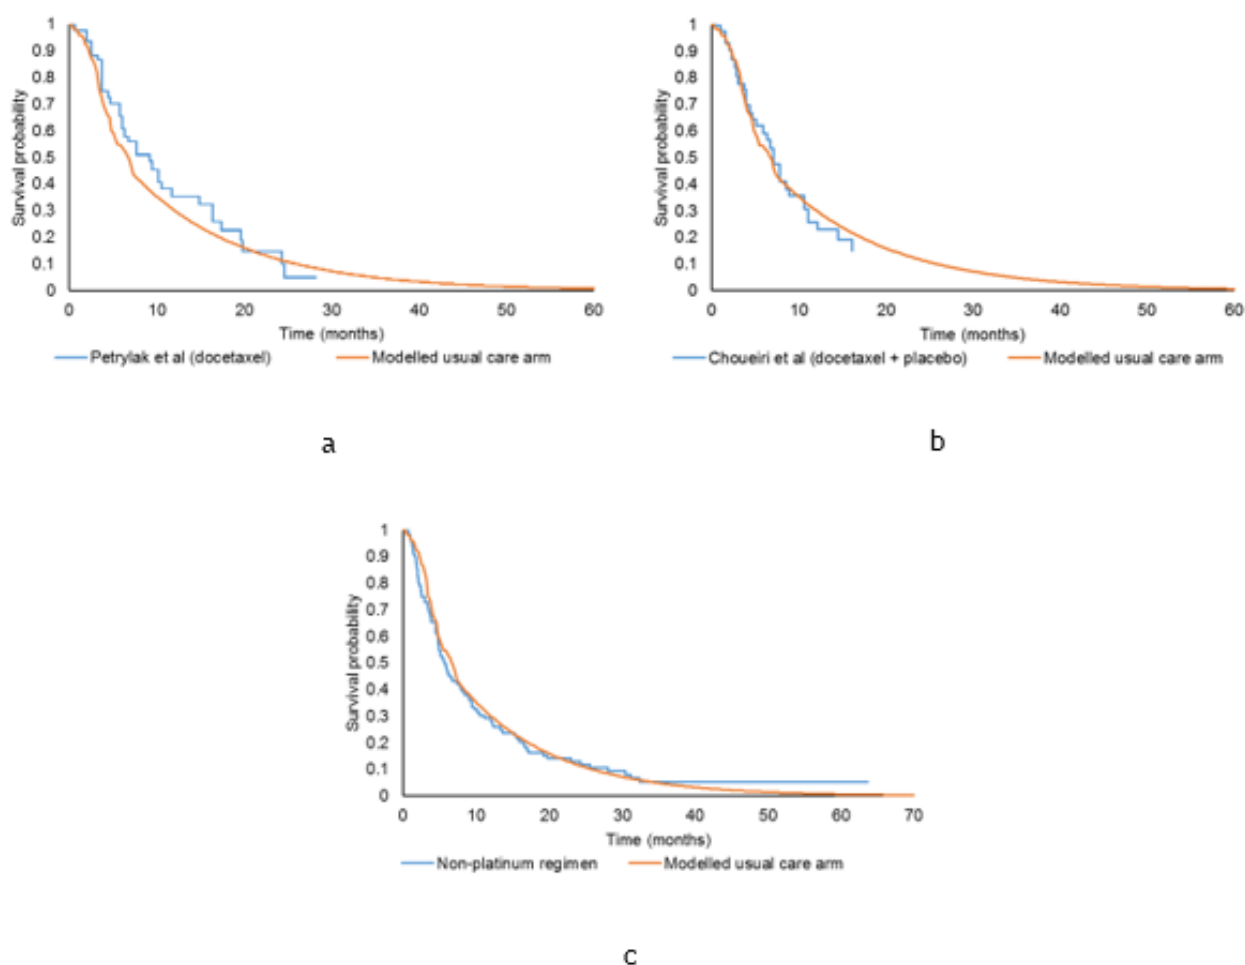 1
0.9
0.8
0.7
0.6
0.5
0.4
0.3
0.2
0.1
0
Survival probability
0 10 20 30 40 50 60
Time (months)
Petrylak et al (docetaxel) Modelled usual care arm
a
1
0.9
0.8
0.7
0.6
0.5
0.4
0.3
0.2
0.1
0
Survival probability
0 10 20 30 40 50 60
Time (months)
Choueiri et al (docetaxel + placebo) Modelled usual care arm
b
1
0.9
0.8
0.7
0.6
0.5
0.4
0.3
0.2
0.1
0
Survival probability
0 10 20 30 40 50 60 70
Time (months)
Non-platinum regimen Modelled usual care arm
c